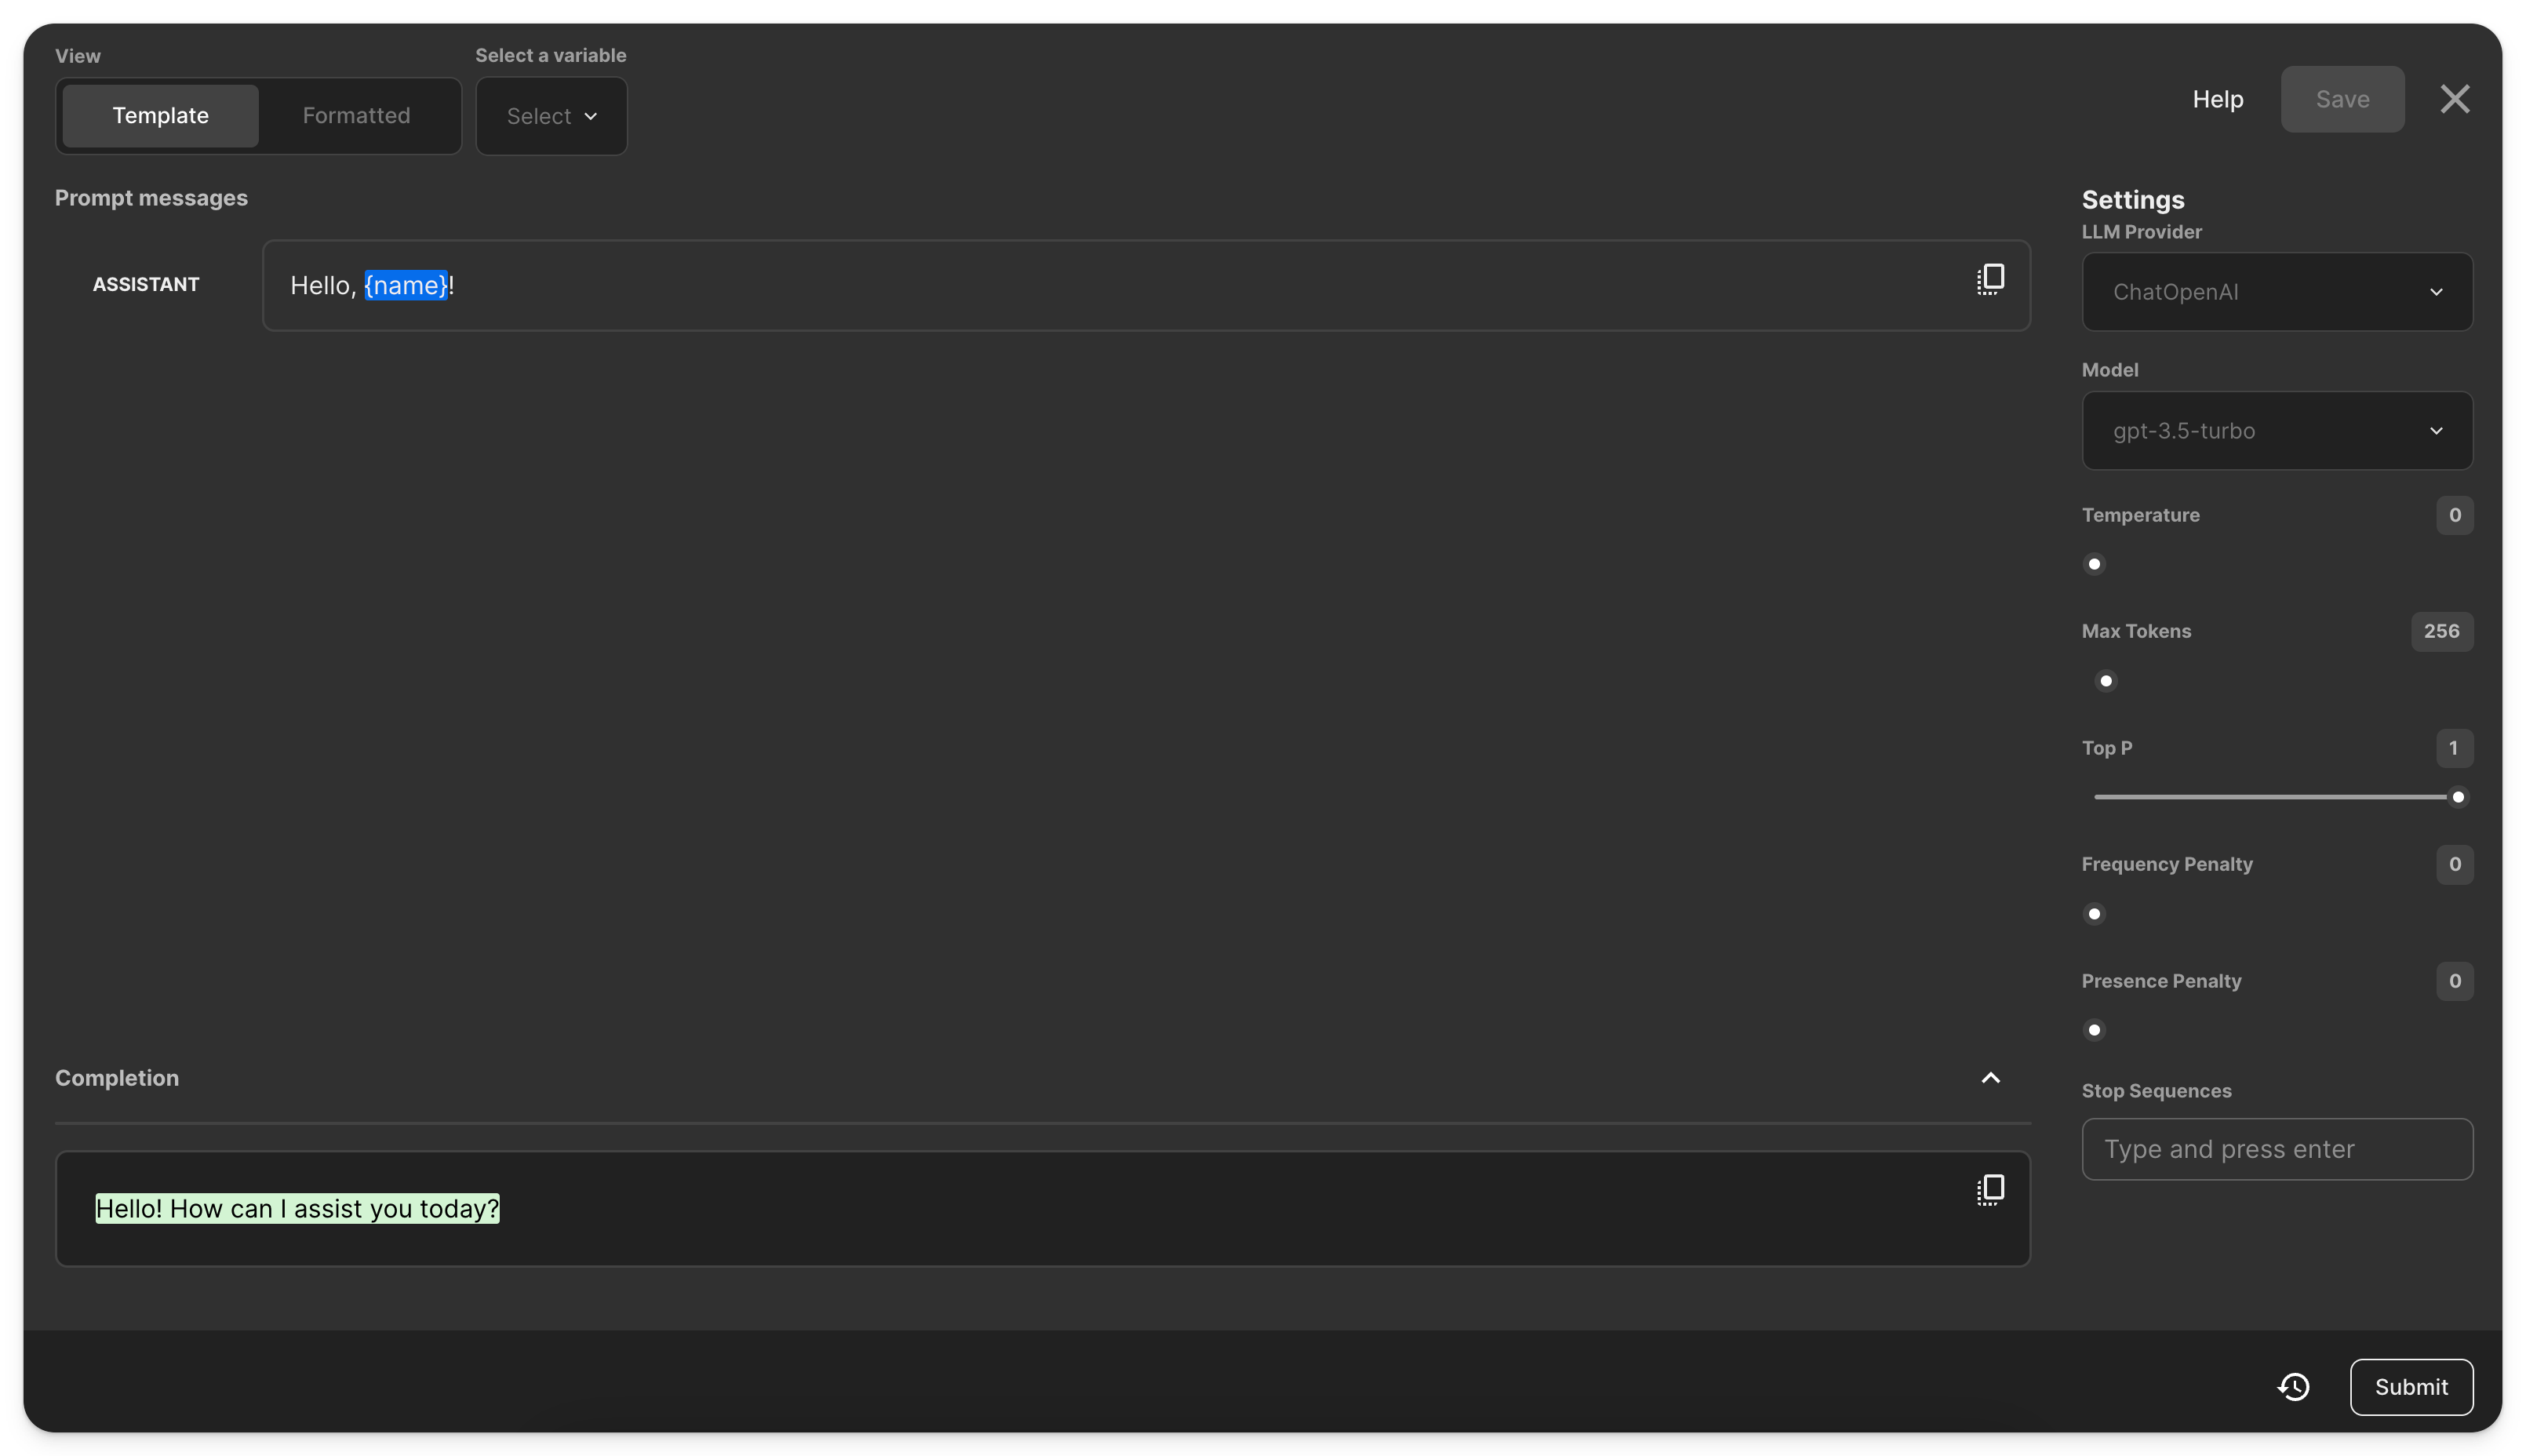 View
Select a variable
Template
Formatted
Select
Help
Save
Prompt messages
ASSISTANT
Hello, {name}!
Settings
LLM Provider
ChatOpenAI
Model
gpt-3.5-turbo
Temperature
0
Max Tokens
256
Top P
1
Frequency Penalty
0
Presence Penalty
0
Stop Sequences
Type and press enter
Completion
Hello! How can I assist you today?
Submit